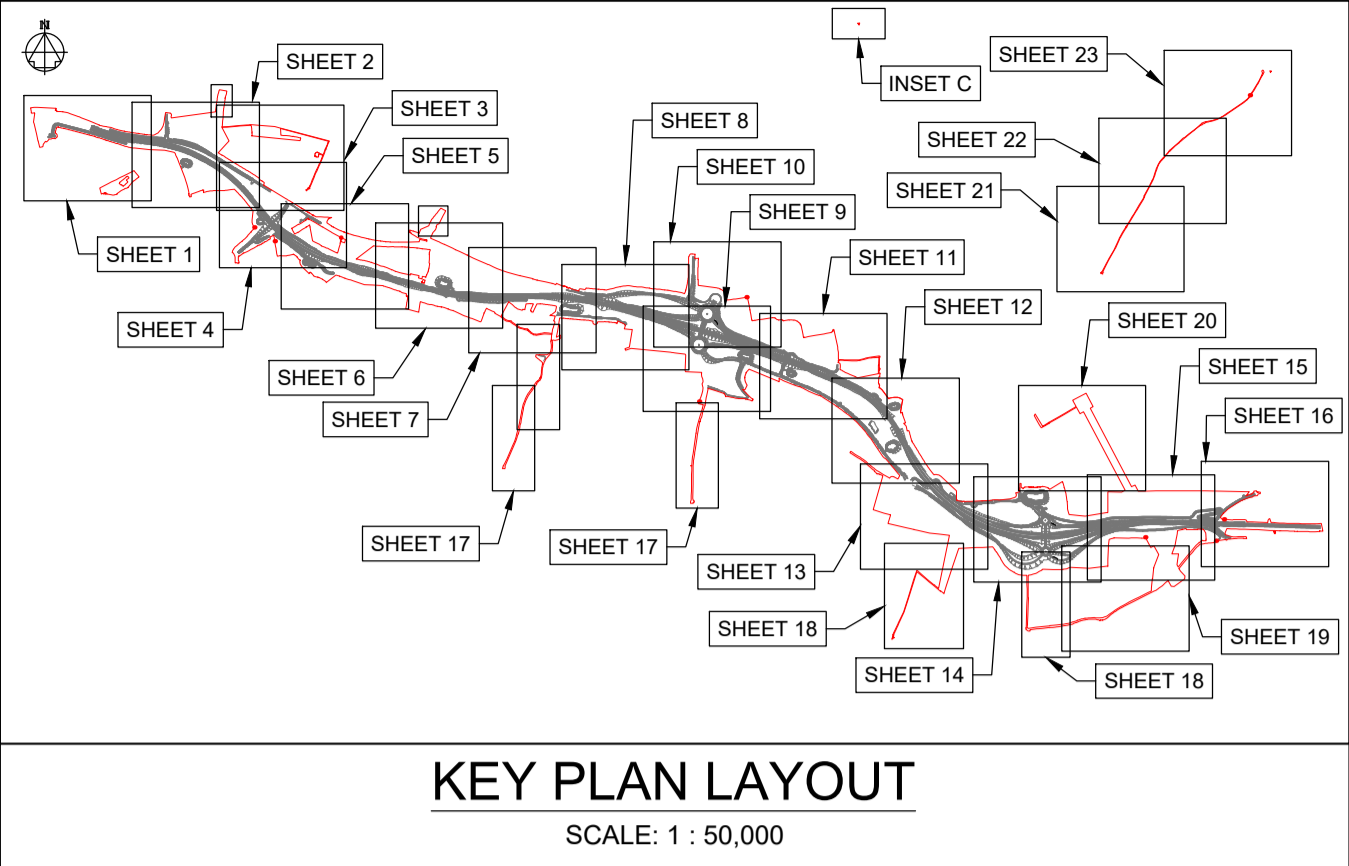 N
SHEET 2
INSET C
SHEET 23
SHEET 3
SHEET 8
SHEET 5
SHEET 22
SHEET 10
SHEET 21
SHEET 9
SHEET 1
SHEET 11
SHEET 12
SHEET 4
SHEET 20
SHEET 6
SHEET 15
SHEET 7
SHEET 16
SHEET 17
SHEET 17
SHEET 13
SHEET 18
SHEET 19
SHEET 14
SHEET 18
KEY PLAN LAYOUT
SCALE: 1 : 50,000